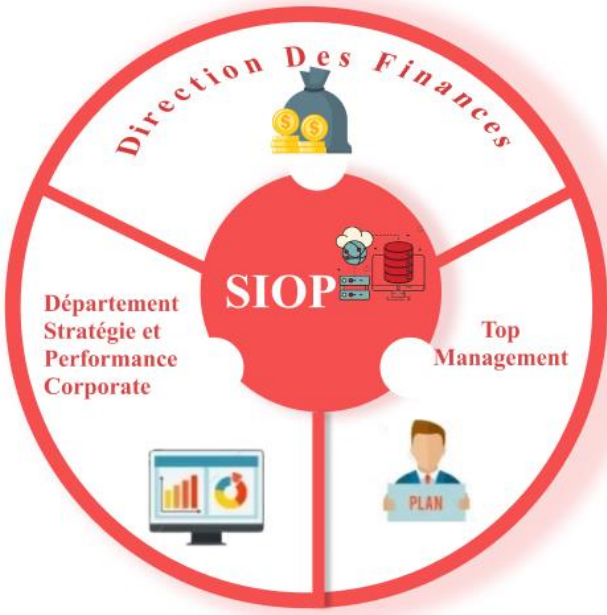 Direction Des Finances
$ $
SIOP
Département
Stratégie et
Performance
Corporate
Top
Management
PLAN